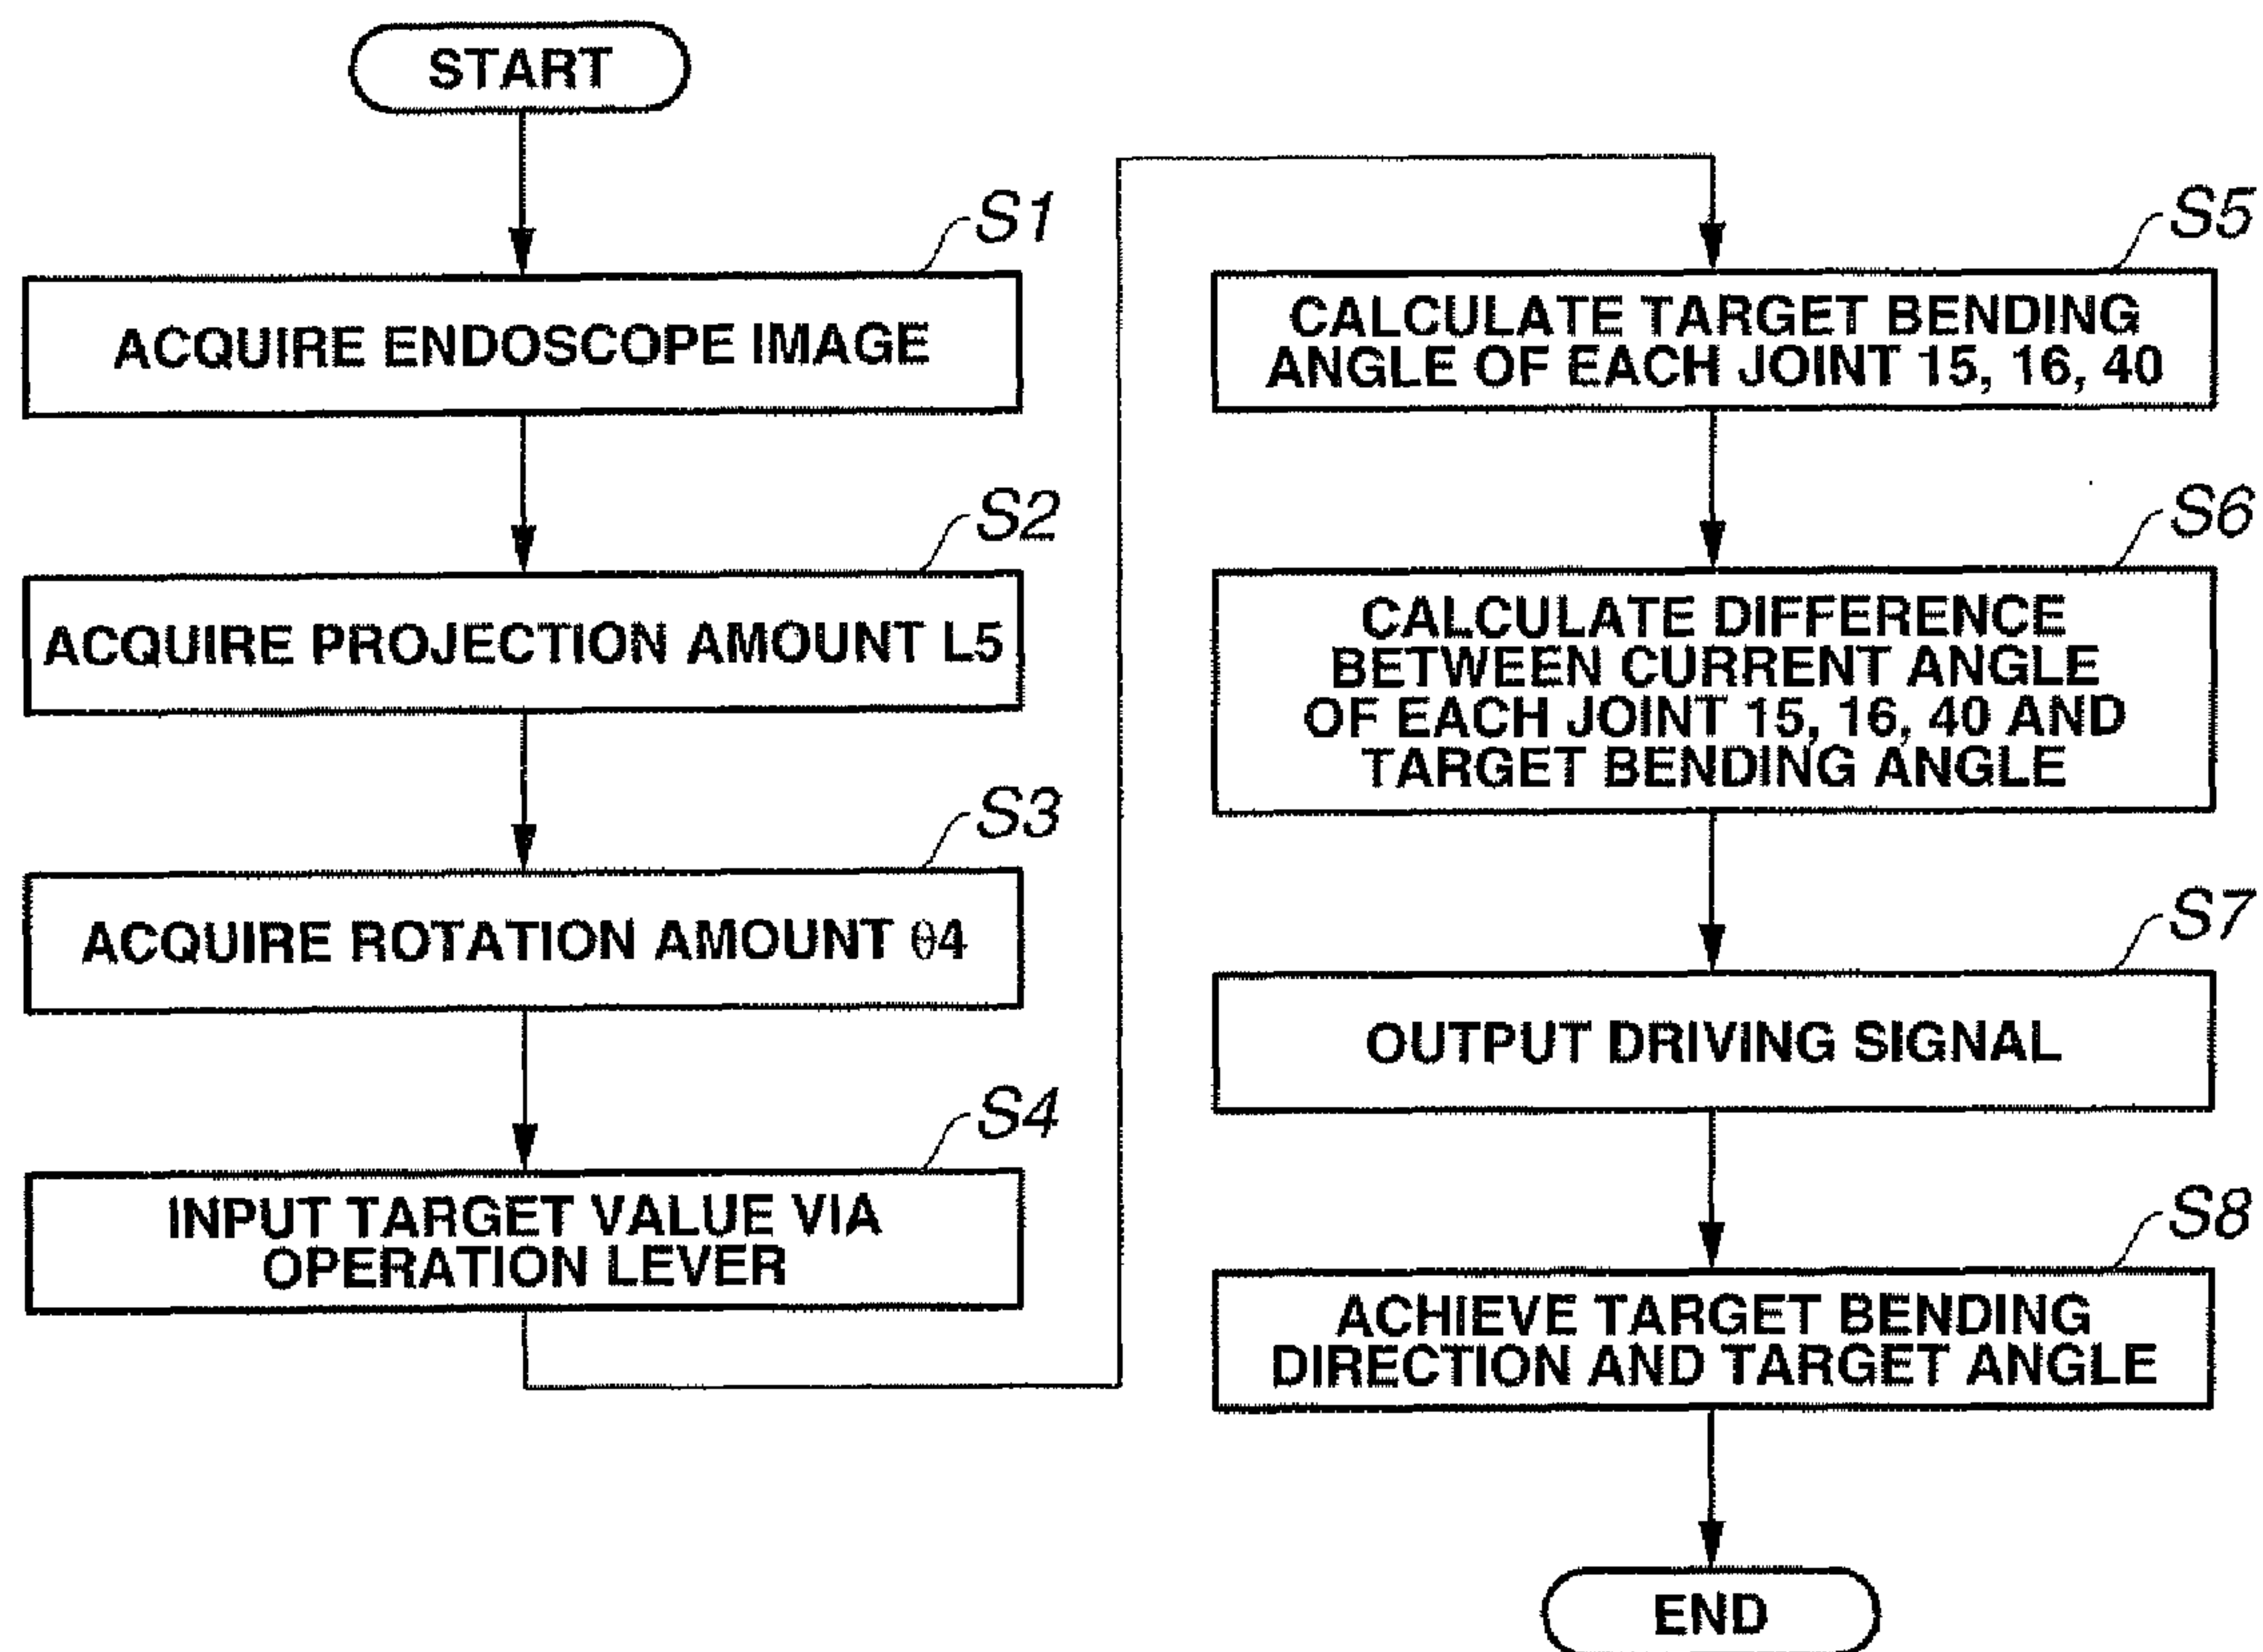 START
S1
ACQUIRE ENDOSCOPE IMAGE
S2
ACQUIRE PROJECTION AMOUNT L5
S3
ACQUIRE ROTATION AMOUNT θ4
S4
INPUT TARGET VALUE VIA
OPERATION LEVER
S5
CALCULATE TARGET BENDING
ANGLE OF EACH JOINT 15, 16, 40
S6
CALCULATE DIFFERENCE
BETWEEN CURRENT ANGLE
OF EACH JOINT 15, 16, 40 AND
TARGET BENDING ANGLE
S7
OUTPUT DRIVING SIGNAL
S8
ACHIEVE TARGET BENDING
DIRECTION AND TARGET ANGLE
END